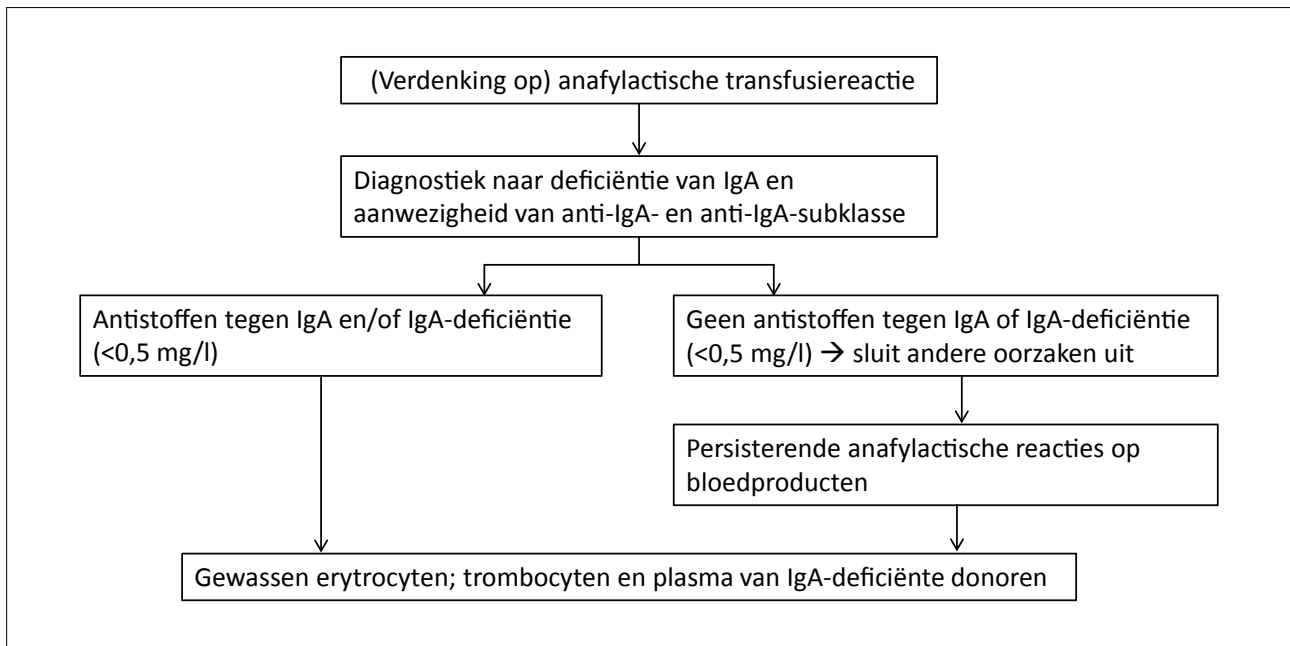 (Verdenking op) anafylactische transfusiereactie
Diagnostiek naar deficiëntie van IgA en
aanwezigheid van anti-IgA- en anti-IgA-subklasse
Antistoffen tegen IgA en/of IgA-deficiëntie
(<0,5 mg/l)
Geen antistoffen tegen IgA of IgA-deficiëntie
(<0,5 mg/l) → sluit andere oorzaken uit
Persisterende anafylactische reacties op
bloedproducten
Gewassen erytrocyten; trombocyten en plasma van IgA-deficiënte donoren